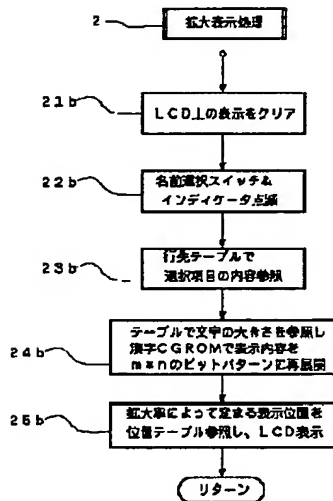 2
拡大表示処理
21b
LCD上の表示をクリア
22b
名前選択スイッチ&
インディケータ点滅
23b
行先テーブルで
選択項目の内容参照
24b
テーブルで文字の大きさを参照し
漢字CGROMで表示内容を
m×nのビットパターンに再展開
25b
拡大率によって定まる表示位置を
位置テーブル参照し、LCD表示
リターン